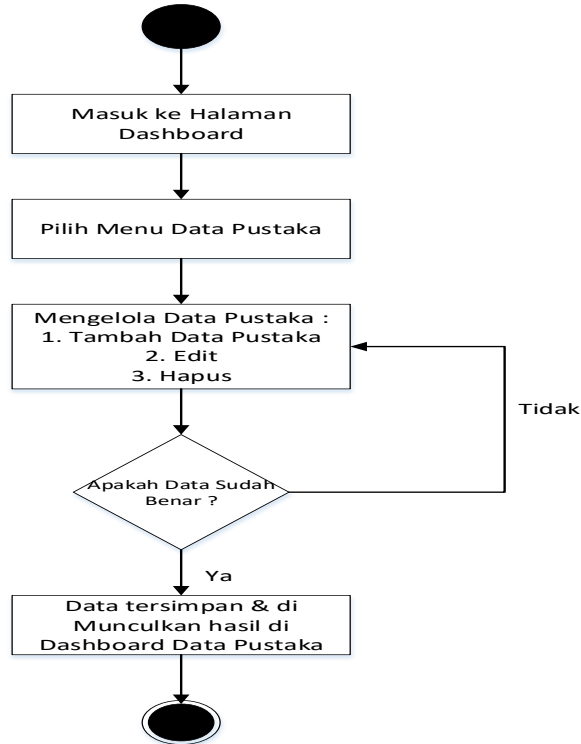 Masuk ke Halaman
Dashboard
Pilih Menu Data Pustaka
Mengelola Data Pustaka :
1. Tambah Data Pustaka
2. Edit
3. Hapus
Tidak
Apakah Data Sudah
Benar ?
Ya
Data tersimpan & di
Munculkan hasil di
Dashboard Data Pustaka